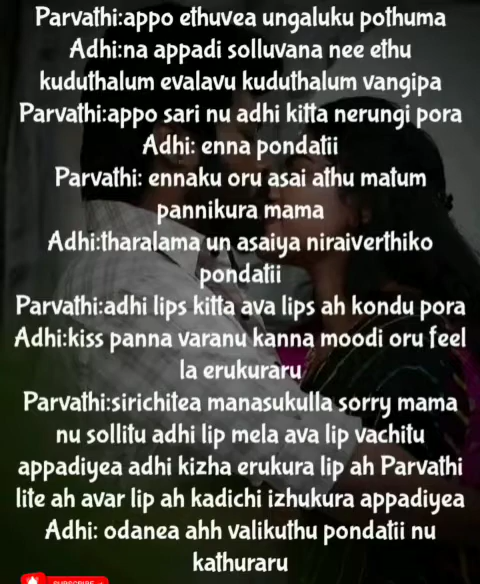 Parvathi:appo ethuvea ungaluku pothuma
Adhi:na appadi solluvana nee ethu
kuduthalum evalavu kuduthalum vangipa
Parvathi:appo sari nu adhi kitta nerungi pora
Adhi: enna pondatii
Parvathi: ennaku oru asai athu matum
pannikura mama
Adhi:tharalama un asaiya niraiverthiko
pondatii
Parvathi:adhi lips kitta ava lips ah kondu pora
Adhi:kiss panna varanu kanna moodi oru feel
la erukuraru
Parvathi:sirichitea manasukulla sorry mama
nu sollitu adhi lip mela ava lip vachitu
appadiyea adhi kizha erukura lip ah Parvathi
lite ah avar lip ah kadichi izhukura appadiyea
Adhi: odanea ahh valikuthu pondatii nu
kathuraru
SUBSCRIBE